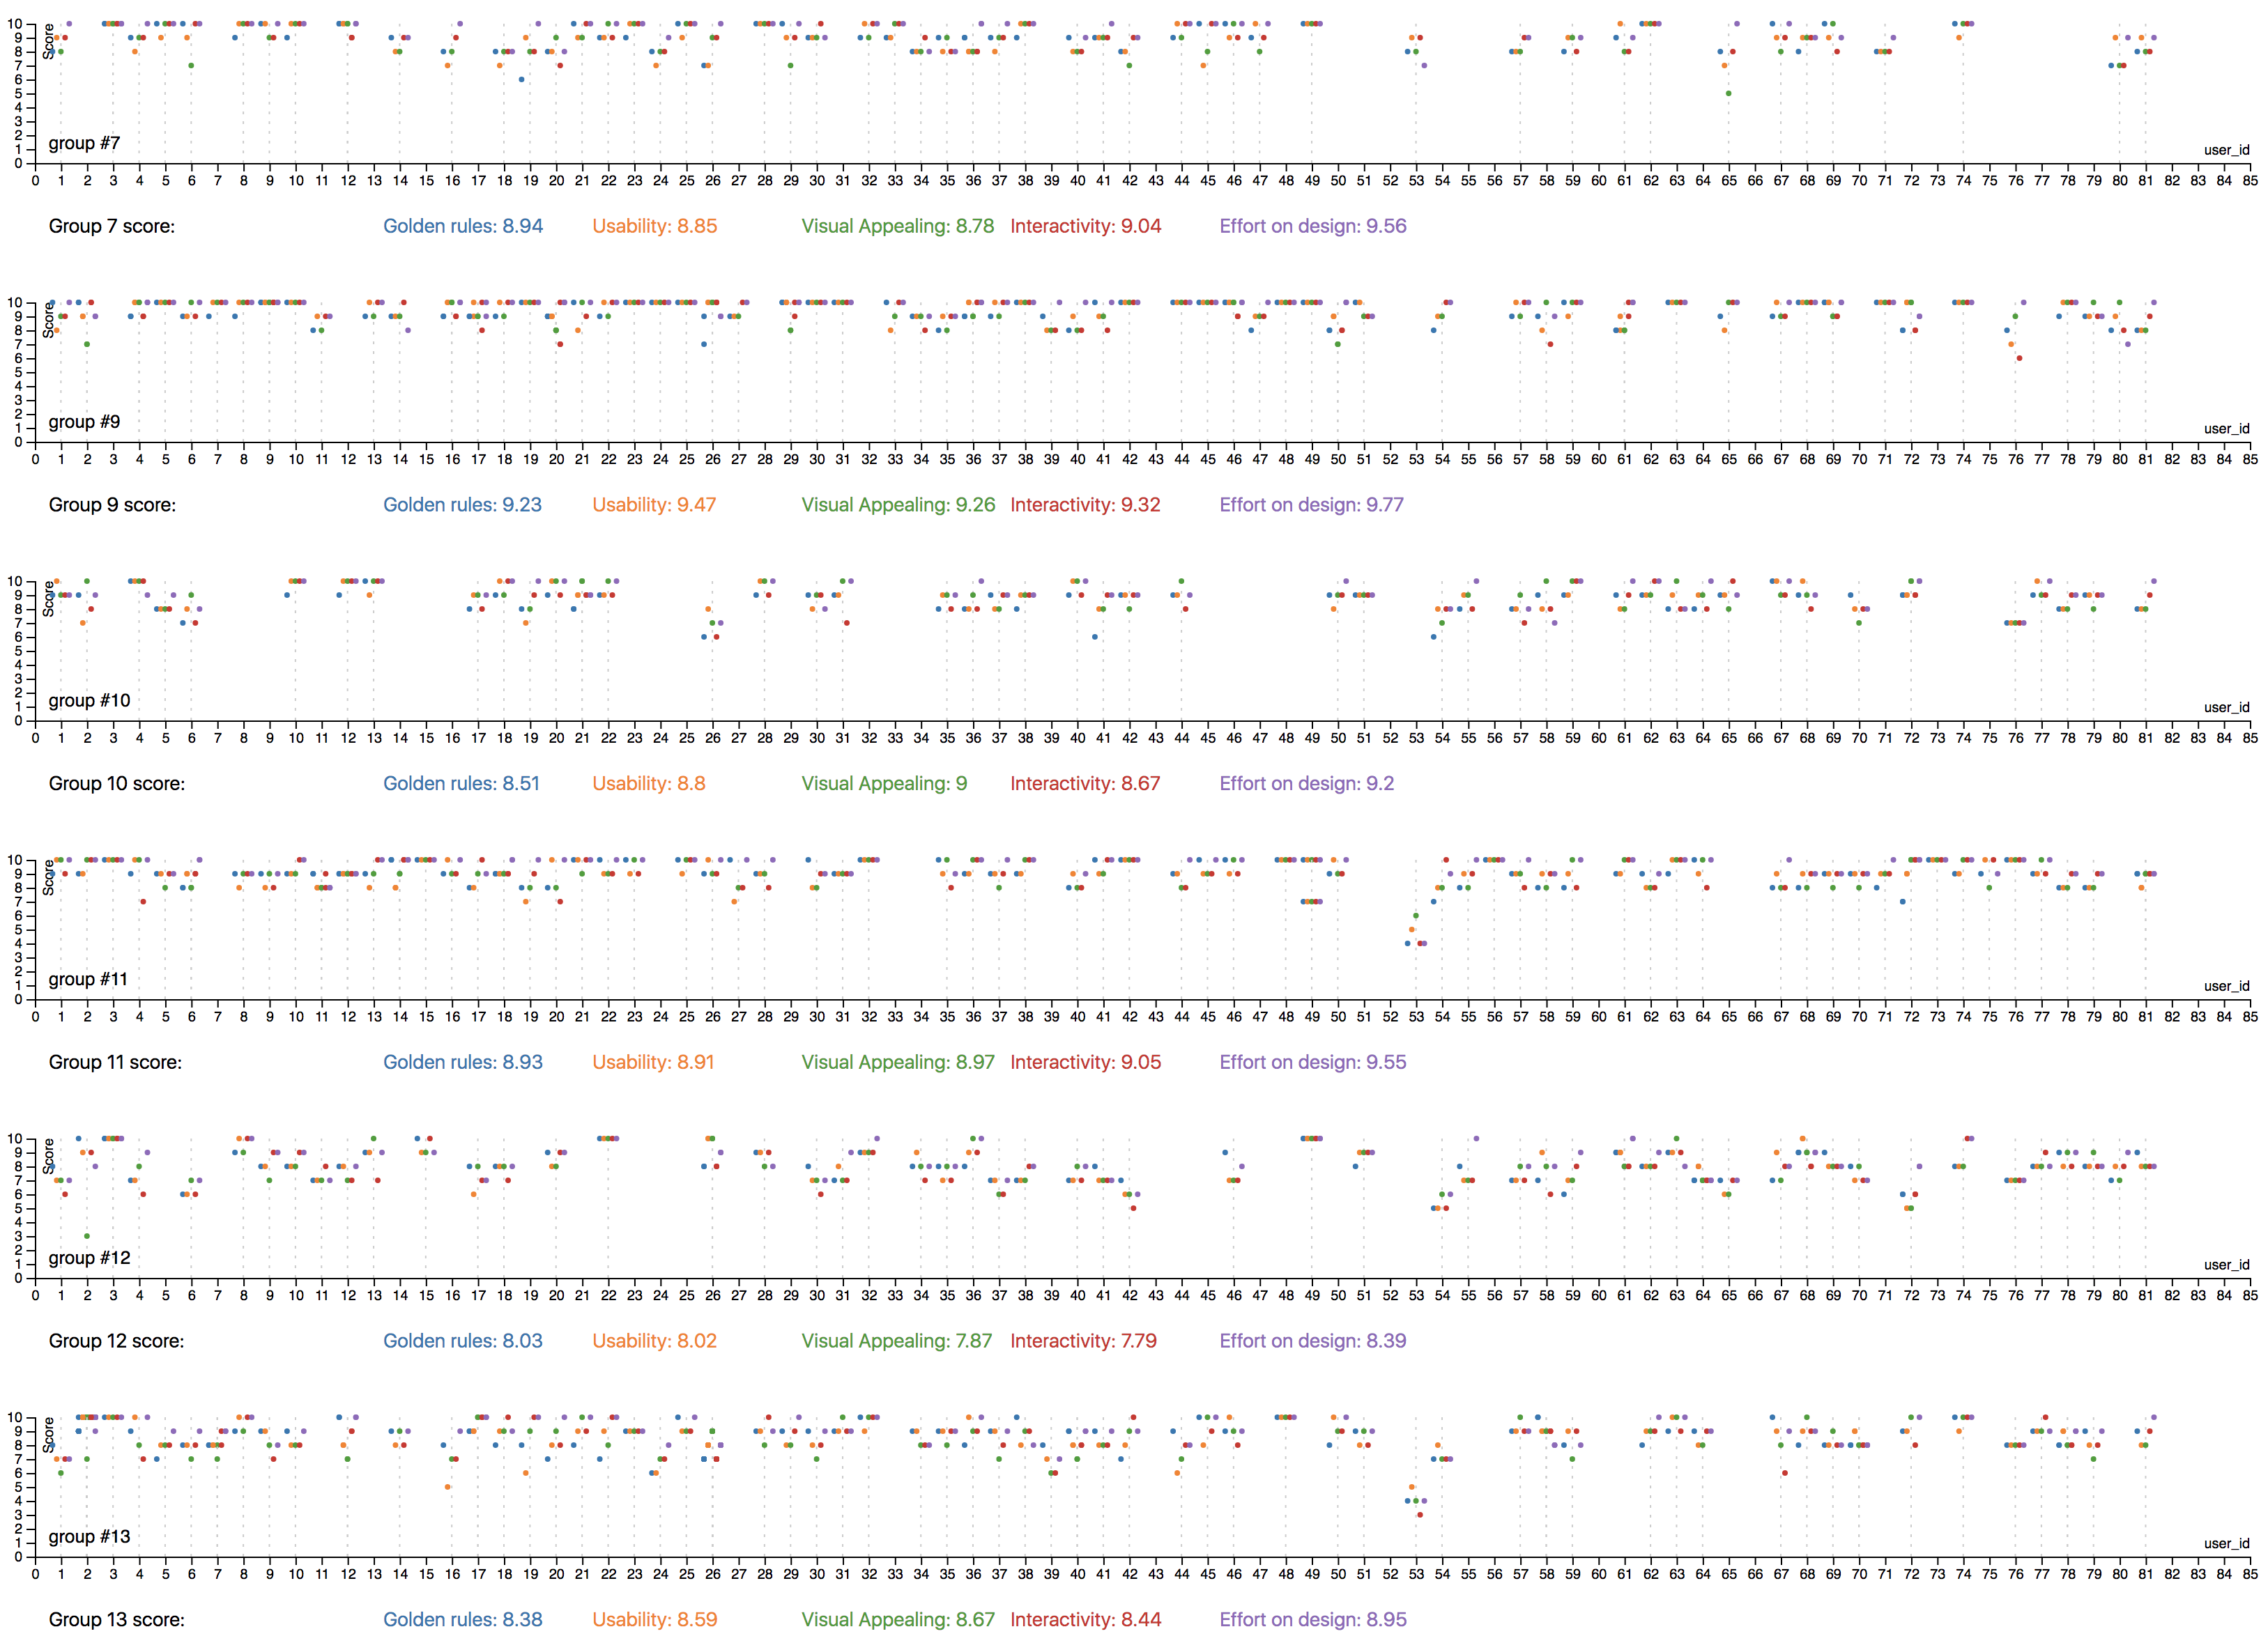 10
9
8
7
6
5
4
3
2
1
0
Score
group #7
user_id
0 1 2 3 4 5 6 7 8 9 10 11 12 13 14 15 16 17 18 19 20 21 22 23 24 25 26 27 28 29 30 31 32 33 34 35 36 37 38 39 40 41 42 43 44 45 46 47 48 49 50 51 52 53 54 55 56 57 58 59 60 61 62 63 64 65 66 67 68 69 70 71 72 73 74 75 76 77 78 79 80 81 82 83 84 85
Group 7 score: Golden rules: 8.94 Usability: 8.85 Visual Appealing: 8.78 Interactivity: 9.04 Effort on design: 9.56
10
9
8
7
6
5
4
3
2
1
0
Score
group #9
user_id
0 1 2 3 4 5 6 7 8 9 10 11 12 13 14 15 16 17 18 19 20 21 22 23 24 25 26 27 28 29 30 31 32 33 34 35 36 37 38 39 40 41 42 43 44 45 46 47 48 49 50 51 52 53 54 55 56 57 58 59 60 61 62 63 64 65 66 67 68 69 70 71 72 73 74 75 76 77 78 79 80 81 82 83 84 85
Group 9 score: Golden rules: 9.23 Usability: 9.47 Visual Appealing: 9.26 Interactivity: 9.32 Effort on design: 9.77
10
9
8
7
6
5
4
3
2
1
0
Score
group #10
user_id
0 1 2 3 4 5 6 7 8 9 10 11 12 13 14 15 16 17 18 19 20 21 22 23 24 25 26 27 28 29 30 31 32 33 34 35 36 37 38 39 40 41 42 43 44 45 46 47 48 49 50 51 52 53 54 55 56 57 58 59 60 61 62 63 64 65 66 67 68 69 70 71 72 73 74 75 76 77 78 79 80 81 82 83 84 85
Group 10 score: Golden rules: 8.51 Usability: 8.8 Visual Appealing: 9 Interactivity: 8.67 Effort on design: 9.2
10
9
8
7
6
5
4
3
2
1
0
Score
group #11
user_id
0 1 2 3 4 5 6 7 8 9 10 11 12 13 14 15 16 17 18 19 20 21 22 23 24 25 26 27 28 29 30 31 32 33 34 35 36 37 38 39 40 41 42 43 44 45 46 47 48 49 50 51 52 53 54 55 56 57 58 59 60 61 62 63 64 65 66 67 68 69 70 71 72 73 74 75 76 77 78 79 80 81 82 83 84 85
Group 11 score: Golden rules: 8.93 Usability: 8.91 Visual Appealing: 8.97 Interactivity: 9.05 Effort on design: 9.55
10
9
8
7
6
5
4
3
2
1
0
Score
group #12
user_id
0 1 2 3 4 5 6 7 8 9 10 11 12 13 14 15 16 17 18 19 20 21 22 23 24 25 26 27 28 29 30 31 32 33 34 35 36 37 38 39 40 41 42 43 44 45 46 47 48 49 50 51 52 53 54 55 56 57 58 59 60 61 62 63 64 65 66 67 68 69 70 71 72 73 74 75 76 77 78 79 80 81 82 83 84 85
Group 12 score: Golden rules: 8.03 Usability: 8.02 Visual Appealing: 7.87 Interactivity: 7.79 Effort on design: 8.39
10
9
8
7
6
5
4
3
2
1
0
Score
group #13
user_id
0 1 2 3 4 5 6 7 8 9 10 11 12 13 14 15 16 17 18 19 20 21 22 23 24 25 26 27 28 29 30 31 32 33 34 35 36 37 38 39 40 41 42 43 44 45 46 47 48 49 50 51 52 53 54 55 56 57 58 59 60 61 62 63 64 65 66 67 68 69 70 71 72 73 74 75 76 77 78 79 80 81 82 83 84 85
Group 13 score: Golden rules: 8.38 Usability: 8.59 Visual Appealing: 8.67 Interactivity: 8.44 Effort on design: 8.95